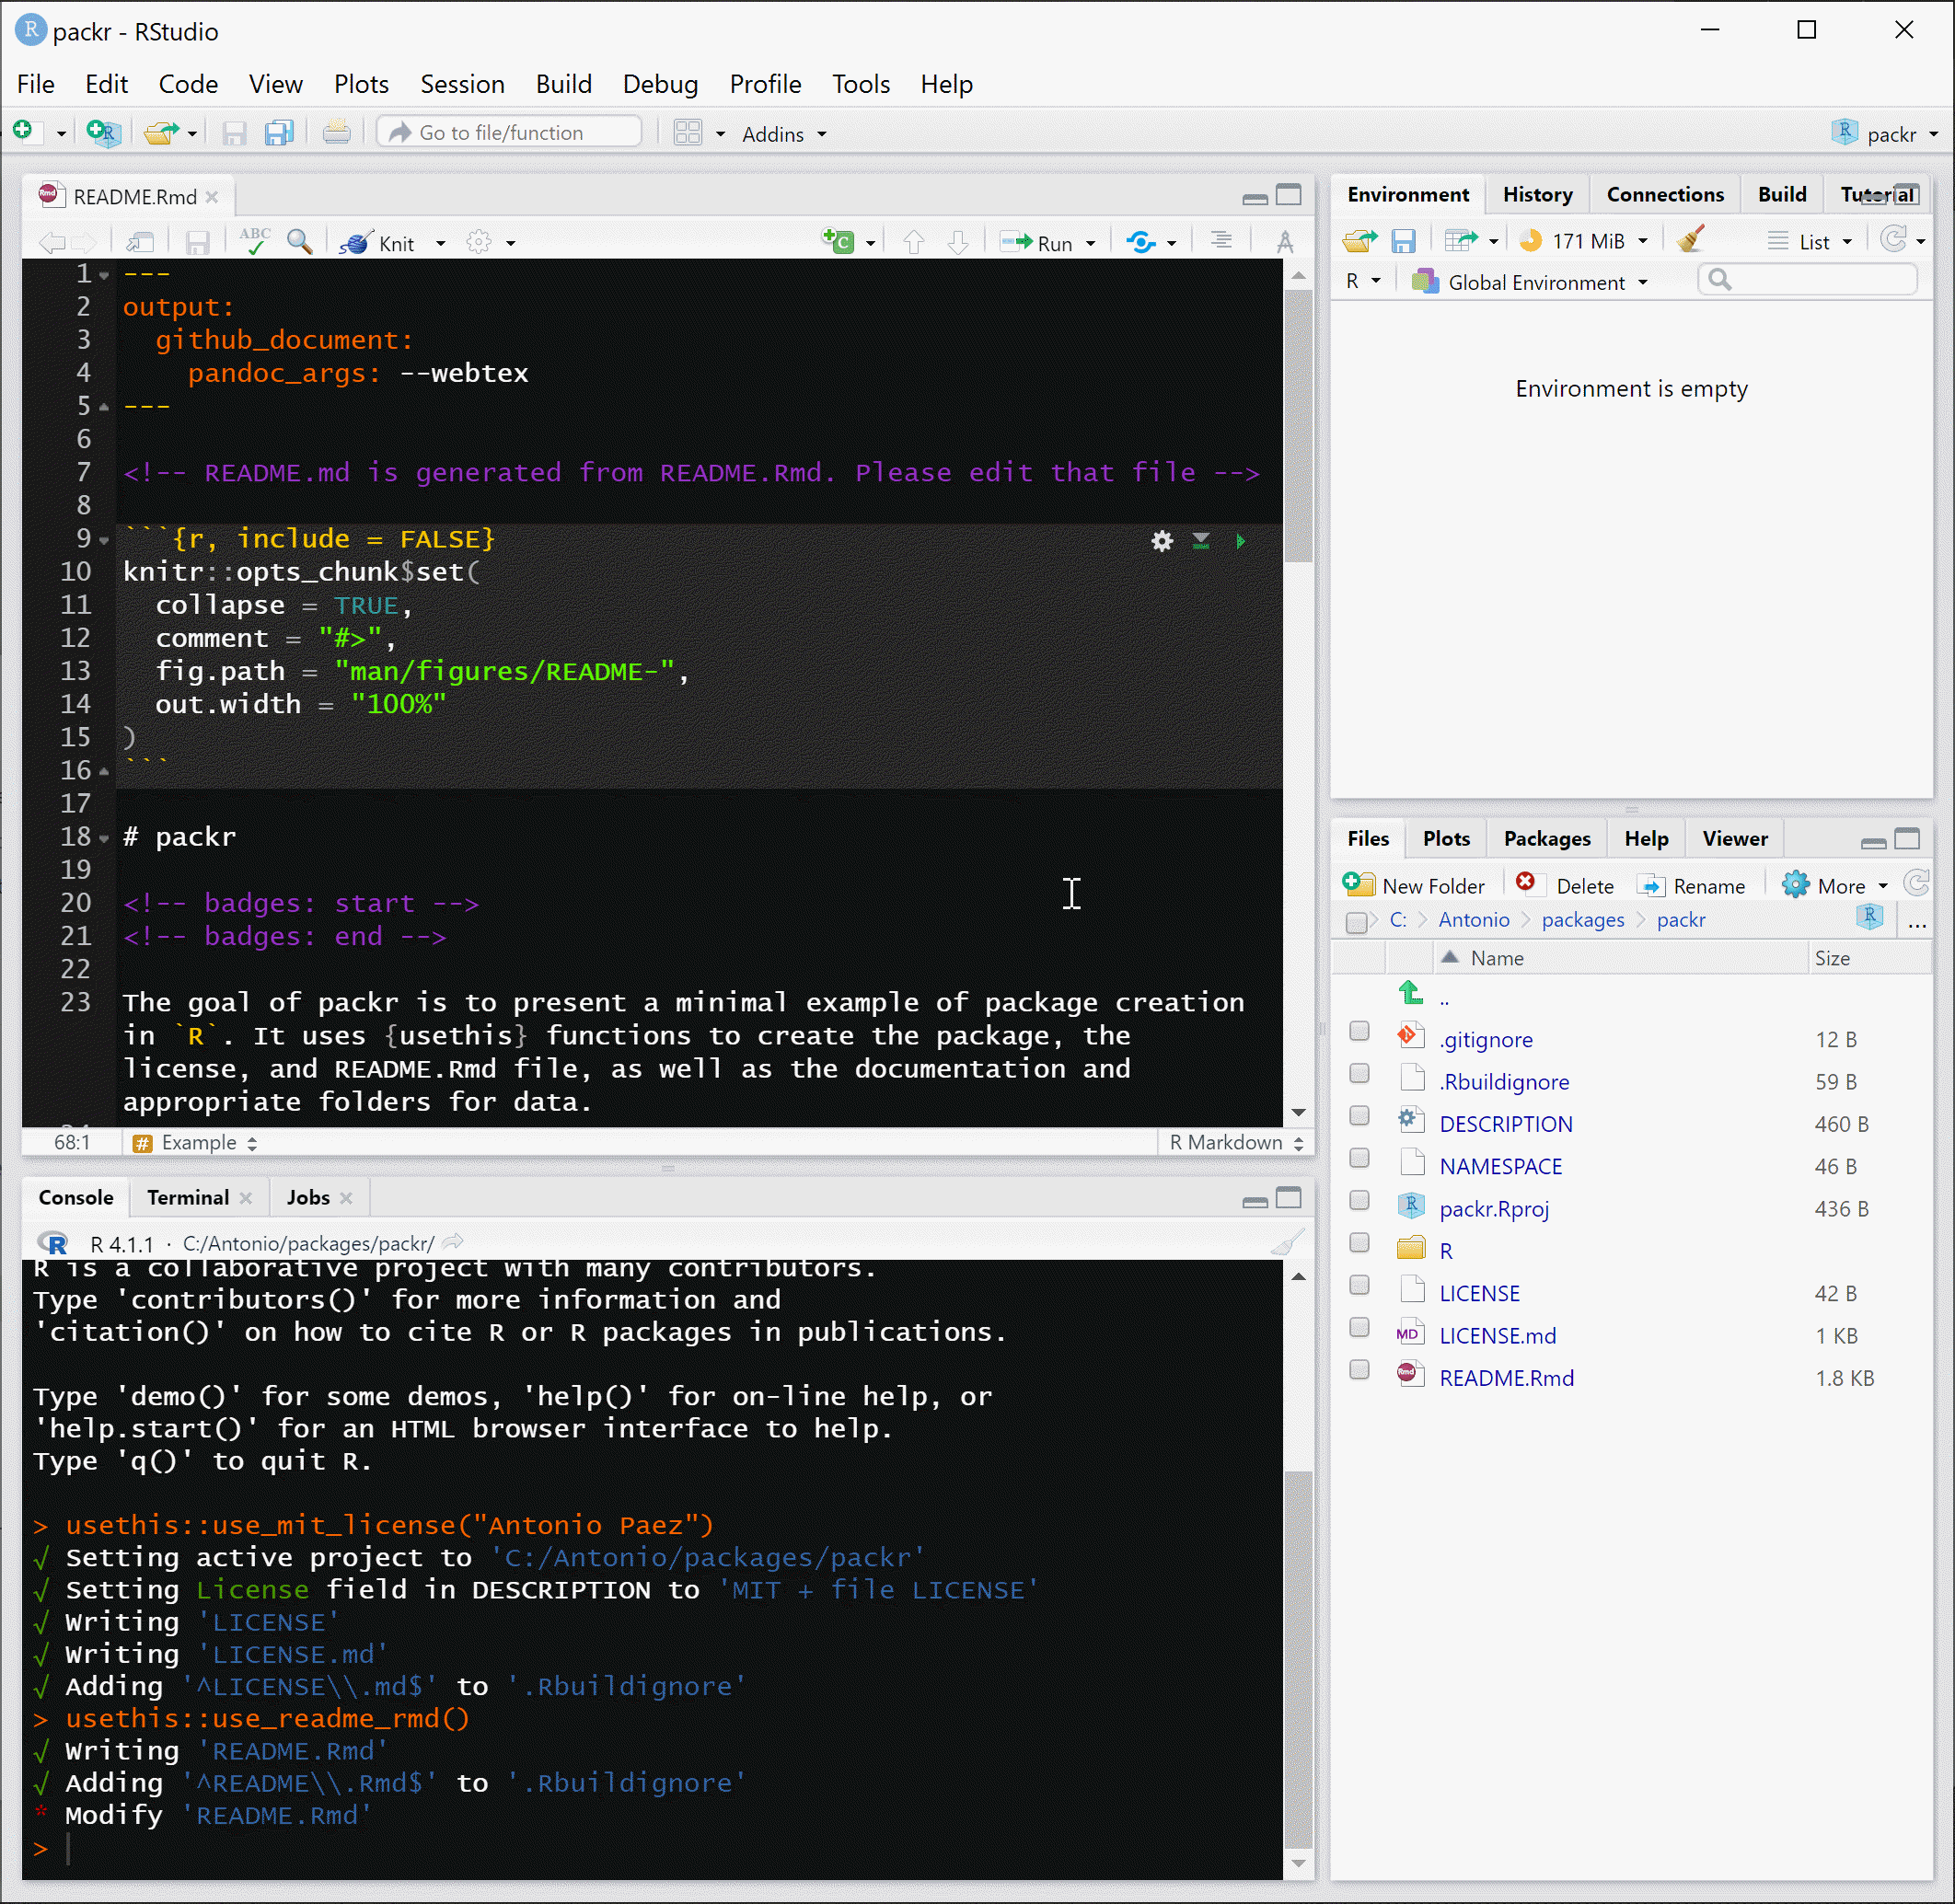 packr - RStudio
File Edit Code View Plots Session Build Debug Profile Tools Help
Go to file/function Addins packr
README.Rmd
ABC Knit Run
1 ---
2 output:
3   github_document:
4     pandoc_args: --webtex
5 ---
6
7 <!-- README.md is generated from README.Rmd. Please edit that file -->
8
9 ```{r, include = FALSE}
10 knitr::opts_chunk$set(
11   collapse = TRUE,
12   comment = "#>",
13   fig.path = "man/figures/README-",
14   out.width = "100%"
15 )
16 ```
17
18 # packr
19
20 <!-- badges: start -->
21 <!-- badges: end -->
22
23 The goal of packr is to present a minimal example of package creation
in `R`. It uses {usethis} functions to create the package, the
license, and README.Rmd file, as well as the documentation and
appropriate folders for data.
68:1 # Example R Markdown
Console Terminal Jobs
R 4.1.1 · C:/Antonio/packages/packr/
R is a collaborative project with many contributors.
Type 'contributors()' for more information and
'citation()' on how to cite R or R packages in publications.
Type 'demo()' for some demos, 'help()' for on-line help, or
'help.start()' for an HTML browser interface to help.
Type 'q()' to quit R.
> usethis::use_mit_license("Antonio Paez")
√ Setting active project to 'C:/Antonio/packages/packr'
√ Setting License field in DESCRIPTION to 'MIT + file LICENSE'
√ Writing 'LICENSE'
√ Writing 'LICENSE.md'
√ Adding '^LICENSE\\.md$' to '.Rbuildignore'
> usethis::use_readme_rmd()
√ Writing 'README.Rmd'
√ Adding '^README\\.Rmd$' to '.Rbuildignore'
* Modify 'README.Rmd'
>
Environment History Connections Build Tutorial
171 MiB List
R Global Environment
Environment is empty
Files Plots Packages Help Viewer
New Folder Delete Rename More
C: Antonio packages packr ...
Name Size
..
.gitignore 12 B
.Rbuildignore 59 B
DESCRIPTION 460 B
NAMESPACE 46 B
packr.Rproj 436 B
R
LICENSE 42 B
LICENSE.md 1 KB
README.Rmd 1.8 KB